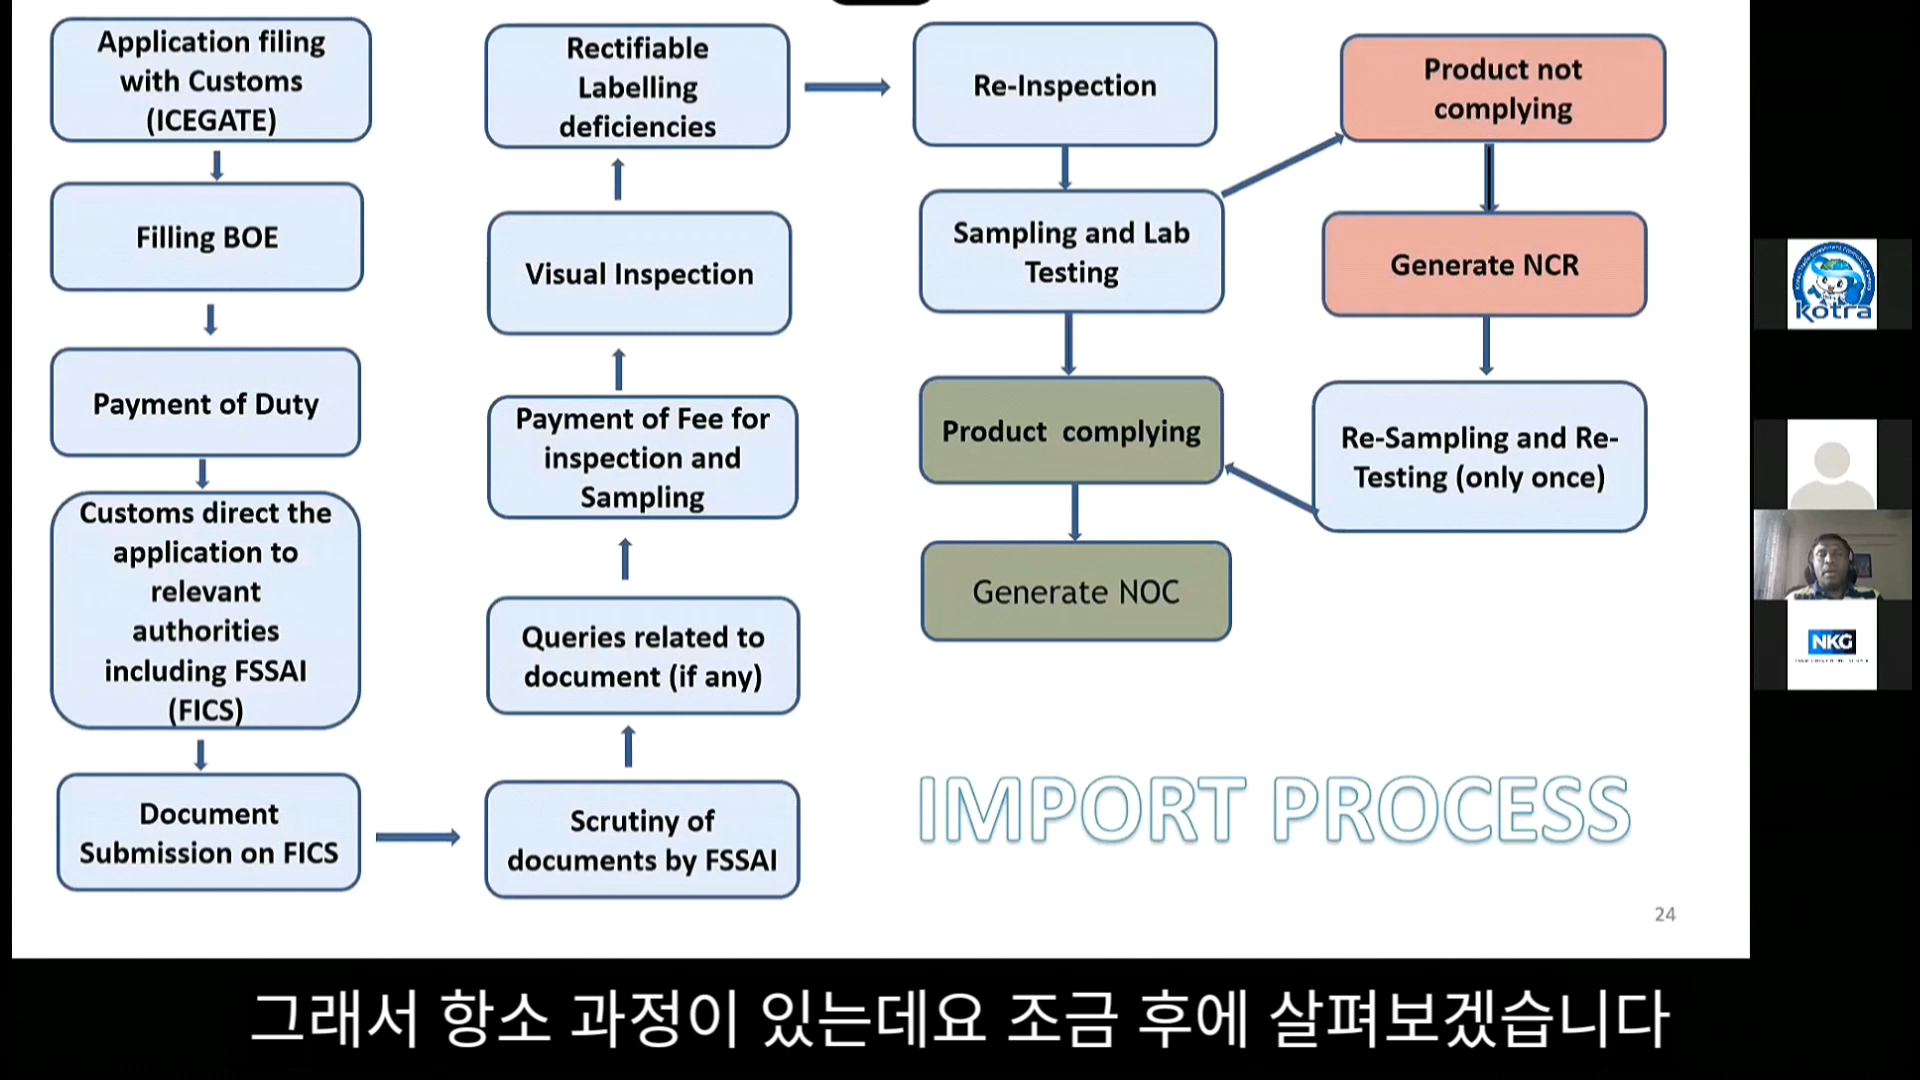 Application filing
with Customs
(ICEGATE)
Filling BOE
Payment of Duty
Customs direct the
application to
relevant
authorities
including FSSAI
(FICS)
Document
Submission on FICS
Rectifiable
Labelling
deficiencies
Visual Inspection
Payment of Fee for
inspection and
Sampling
Queries related to
document (if any)
Scrutiny of
documents by FSSAI
Re-Inspection
Sampling and Lab
Testing
Product complying
Generate NOC
Product not
complying
Generate NCR
Re-Sampling and Re-
Testing (only once)
IMPORT PROCESS
24
kotra
NKG
그래서 항소 과정이 있는데요 조금 후에 살펴보겠습니다